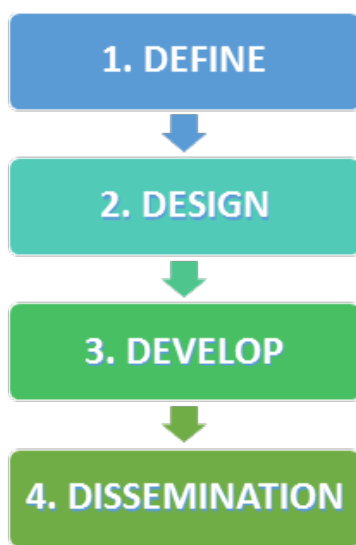 1. DEFINE
2. DESIGN
3. DEVELOP
4. DISSEMINATION